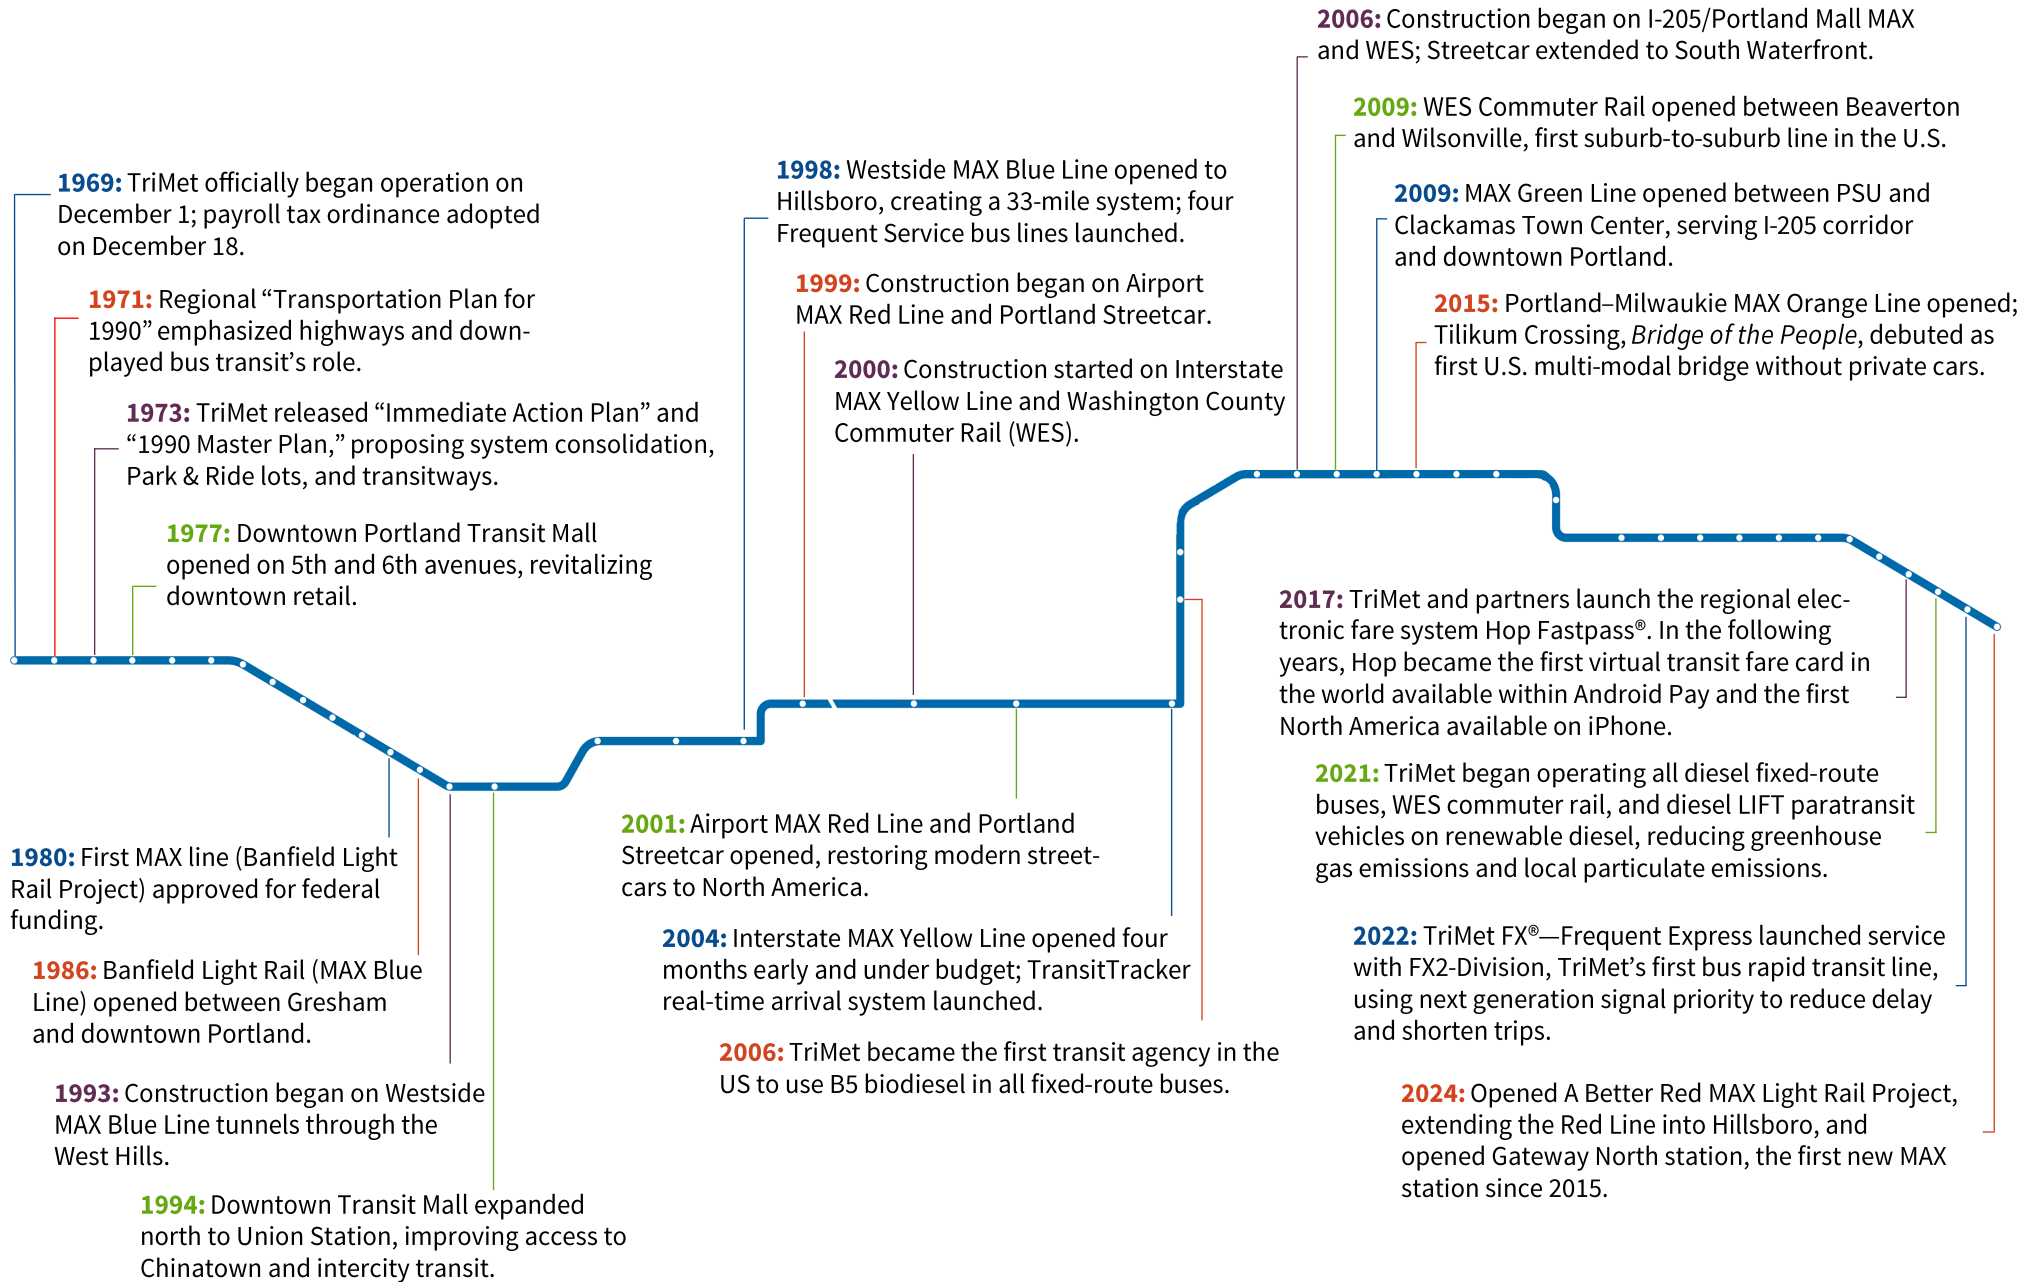 1969: TriMet officially began operation on
December 1; payroll tax ordinance adopted
on December 18.
1971: Regional “Transportation Plan for
1990” emphasized highways and down-
played bus transit’s role.
1973: TriMet released “Immediate Action Plan” and
“1990 Master Plan,” proposing system consolidation,
Park & Ride lots, and transitways.
1977: Downtown Portland Transit Mall
opened on 5th and 6th avenues, revitalizing
downtown retail.
1980: First MAX line (Banfield Light
Rail Project) approved for federal
funding.
1986: Banfield Light Rail (MAX Blue
Line) opened between Gresham
and downtown Portland.
1993: Construction began on Westside
MAX Blue Line tunnels through the
West Hills.
1994: Downtown Transit Mall expanded
north to Union Station, improving access to
Chinatown and intercity transit.
1998: Westside MAX Blue Line opened to
Hillsboro, creating a 33-mile system; four
Frequent Service bus lines launched.
1999: Construction began on Airport
MAX Red Line and Portland Streetcar.
2000: Construction started on Interstate
MAX Yellow Line and Washington County
Commuter Rail (WES).
2001: Airport MAX Red Line and Portland
Streetcar opened, restoring modern street-
cars to North America.
2004: Interstate MAX Yellow Line opened four
months early and under budget; TransitTracker
real-time arrival system launched.
2006: TriMet became the first transit agency in the
US to use B5 biodiesel in all fixed-route buses.
2006: Construction began on I-205/Portland Mall MAX
and WES; Streetcar extended to South Waterfront.
2009: WES Commuter Rail opened between Beaverton
and Wilsonville, first suburb-to-suburb line in the U.S.
2009: MAX Green Line opened between PSU and
Clackamas Town Center, serving I-205 corridor
and downtown Portland.
2015: Portland–Milwaukie MAX Orange Line opened;
Tilikum Crossing, Bridge of the People, debuted as
first U.S. multi-modal bridge without private cars.
2017: TriMet and partners launch the regional elec-
tronic fare system Hop Fastpass®. In the following
years, Hop became the first virtual transit fare card in
the world available within Android Pay and the first
North America available on iPhone.
2021: TriMet began operating all diesel fixed-route
buses, WES commuter rail, and diesel LIFT paratransit
vehicles on renewable diesel, reducing greenhouse
gas emissions and local particulate emissions.
2022: TriMet FX®—Frequent Express launched service
with FX2-Division, TriMet’s first bus rapid transit line,
using next generation signal priority to reduce delay
and shorten trips.
2024: Opened A Better Red MAX Light Rail Project,
extending the Red Line into Hillsboro, and
opened Gateway North station, the first new MAX
station since 2015.